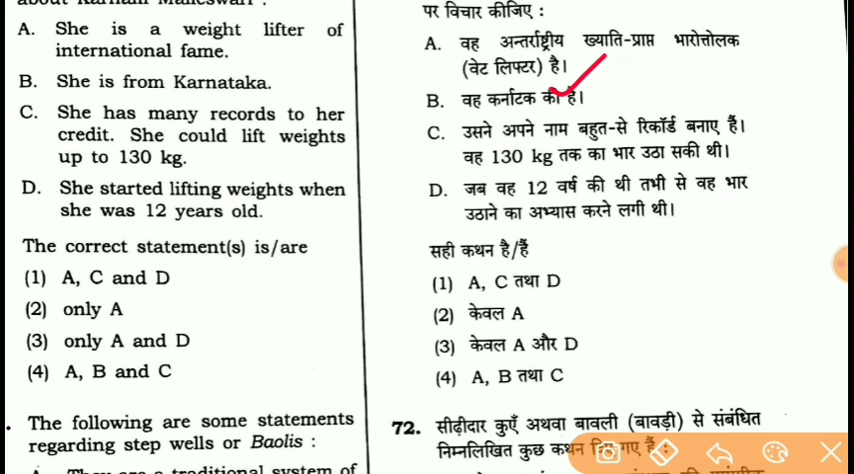 about Karnam Malleswari :
A. She is a weight lifter of
international fame.
B. She is from Karnataka.
C. She has many records to her
credit. She could lift weights
up to 130 kg.
D. She started lifting weights when
she was 12 years old.
The correct statement(s) is/are
(1) A, C and D
(2) only A
(3) only A and D
(4) A, B and C
. The following are some statements
regarding step wells or Baolis :
पर विचार कीजिए :
A. वह अन्तर्राष्ट्रीय ख्याति-प्राप्त भारोत्तोलक
(वेट लिफ्टर) है।
B. वह कर्नाटक की है।
C. उसने अपने नाम बहुत-से रिकॉर्ड बनाए हैं।
वह 130 kg तक का भार उठा सकी थी।
D. जब वह 12 वर्ष की थी तभी से वह भार
उठाने का अभ्यास करने लगी थी।
सही कथन है/हैं
(1) A, C तथा D
(2) केवल A
(3) केवल A और D
(4) A, B तथा C
72. सीढ़ीदार कुएँ अथवा बावली (बावड़ी) से संबंधित
निम्नलिखित कुछ कथन दिए गए हैं :